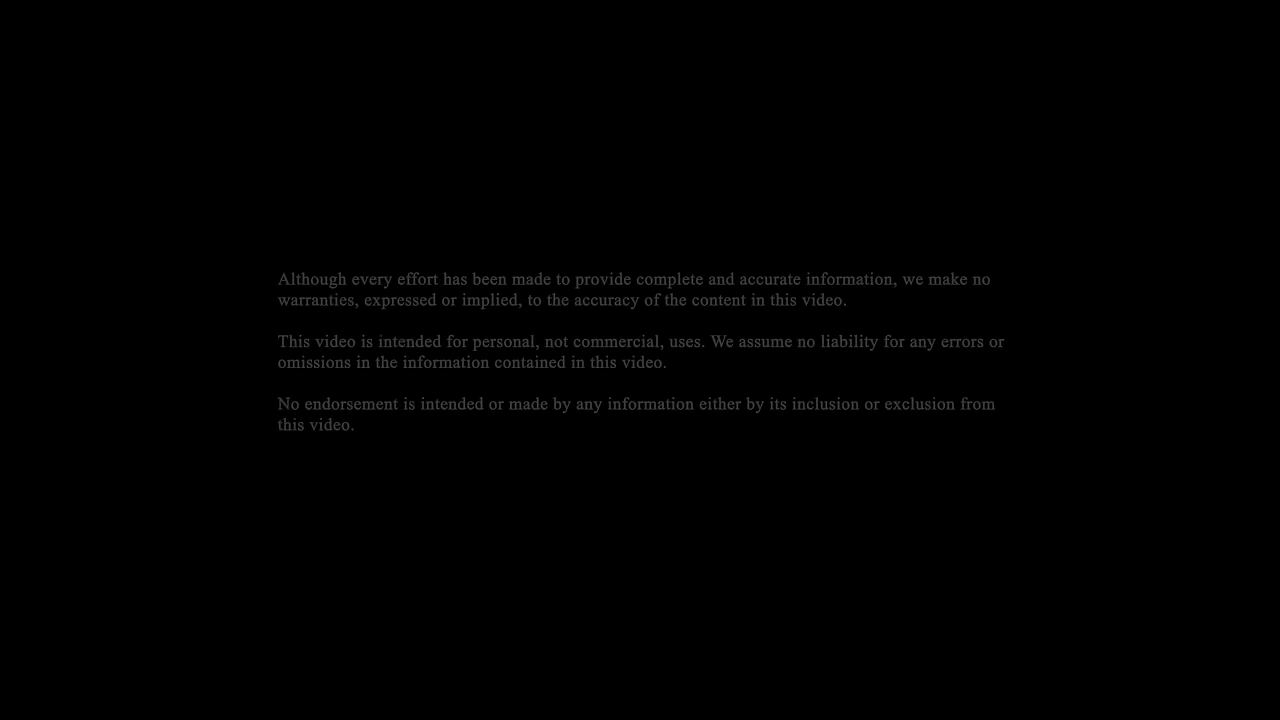 Although every effort has been made to provide complete and accurate information, we make no
warranties, expressed or implied, to the accuracy of the content in this video.
This video is intended for personal, not commercial, uses. We assume no liability for any errors or
omissions in the information contained in this video.
No endorsement is intended or made by any information either by its inclusion or exclusion from
this video.